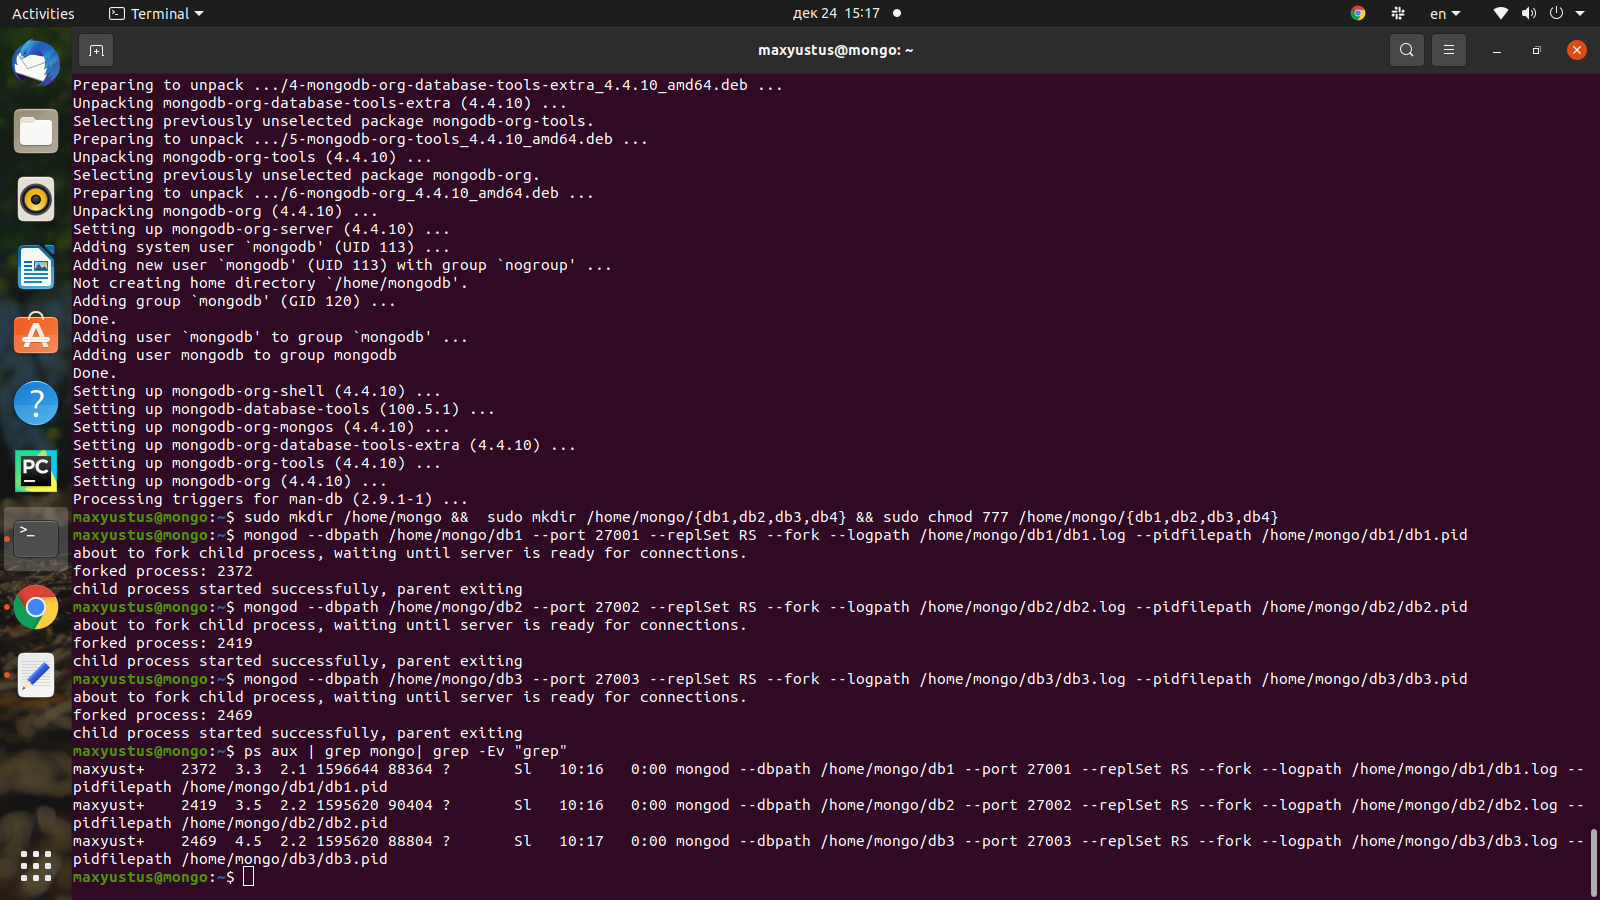 Activities
Terminal
дек 24 15:17
en
maxyustus@mongo: ~
Preparing to unpack .../4-mongodb-org-database-tools-extra_4.4.10_amd64.deb ...
Unpacking mongodb-org-database-tools-extra (4.4.10) ...
Selecting previously unselected package mongodb-org-tools.
Preparing to unpack .../5-mongodb-org-tools_4.4.10_amd64.deb ...
Unpacking mongodb-org-tools (4.4.10) ...
Selecting previously unselected package mongodb-org.
Preparing to unpack .../6-mongodb-org_4.4.10_amd64.deb ...
Unpacking mongodb-org (4.4.10) ...
Setting up mongodb-org-server (4.4.10) ...
Adding system user `mongodb' (UID 113) ...
Adding new user `mongodb' (UID 113) with group `nogroup' ...
Not creating home directory `/home/mongodb'.
Adding group `mongodb' (GID 120) ...
Done.
Adding user `mongodb' to group `mongodb' ...
Adding user mongodb to group mongodb
Done.
Setting up mongodb-org-shell (4.4.10) ...
Setting up mongodb-database-tools (100.5.1) ...
Setting up mongodb-org-mongos (4.4.10) ...
Setting up mongodb-org-database-tools-extra (4.4.10) ...
Setting up mongodb-org-tools (4.4.10) ...
Setting up mongodb-org (4.4.10) ...
Processing triggers for man-db (2.9.1-1) ...
maxyustus@mongo:~$ sudo mkdir /home/mongo &&  sudo mkdir /home/mongo/{db1,db2,db3,db4} && sudo chmod 777 /home/mongo/{db1,db2,db3,db4}
maxyustus@mongo:~$ mongod --dbpath /home/mongo/db1 --port 27001 --replSet RS --fork --logpath /home/mongo/db1/db1.log --pidfilepath /home/mongo/db1/db1.pid
about to fork child process, waiting until server is ready for connections.
forked process: 2372
child process started successfully, parent exiting
maxyustus@mongo:~$ mongod --dbpath /home/mongo/db2 --port 27002 --replSet RS --fork --logpath /home/mongo/db2/db2.log --pidfilepath /home/mongo/db2/db2.pid
about to fork child process, waiting until server is ready for connections.
forked process: 2419
child process started successfully, parent exiting
maxyustus@mongo:~$ mongod --dbpath /home/mongo/db3 --port 27003 --replSet RS --fork --logpath /home/mongo/db3/db3.log --pidfilepath /home/mongo/db3/db3.pid
about to fork child process, waiting until server is ready for connections.
forked process: 2469
child process started successfully, parent exiting
maxyustus@mongo:~$ ps aux | grep mongo| grep -Ev "grep"
maxyust+    2372  3.3  2.1 1596644 88364 ?       Sl   10:16   0:00 mongod --dbpath /home/mongo/db1 --port 27001 --replSet RS --fork --logpath /home/mongo/db1/db1.log --
pidfilepath /home/mongo/db1/db1.pid
maxyust+    2419  3.5  2.2 1595620 90404 ?       Sl   10:16   0:00 mongod --dbpath /home/mongo/db2 --port 27002 --replSet RS --fork --logpath /home/mongo/db2/db2.log --
pidfilepath /home/mongo/db2/db2.pid
maxyust+    2469  4.5  2.2 1595620 88804 ?       Sl   10:17   0:00 mongod --dbpath /home/mongo/db3 --port 27003 --replSet RS --fork --logpath /home/mongo/db3/db3.log --
pidfilepath /home/mongo/db3/db3.pid
maxyustus@mongo:~$
PC